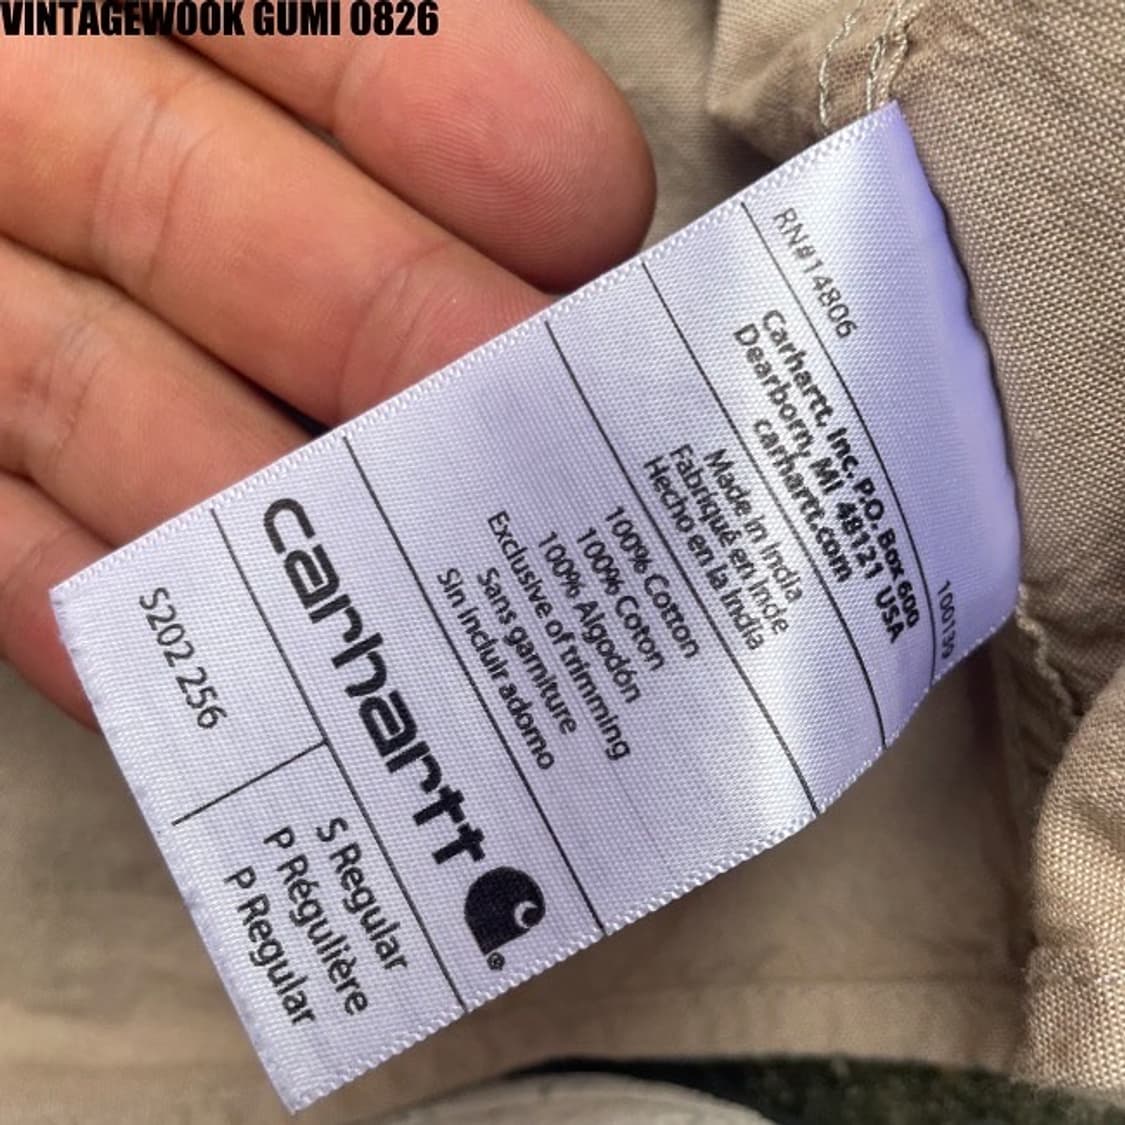 VINTAGEWOOK GUMI 0826
S202 256
S Regular
P Régulière
P Regular
carhartt
®
100% Cotton
100% Coton
100% Algodón
Exclusive of trimming
Sans garniture
Sin incluir adorno
Made in India
Fabriqué en Inde
Hecho en la India
Carhartt, Inc. P.O. Box 600
Dearborn, MI 49121 USA
carhartt.com
RN#14806